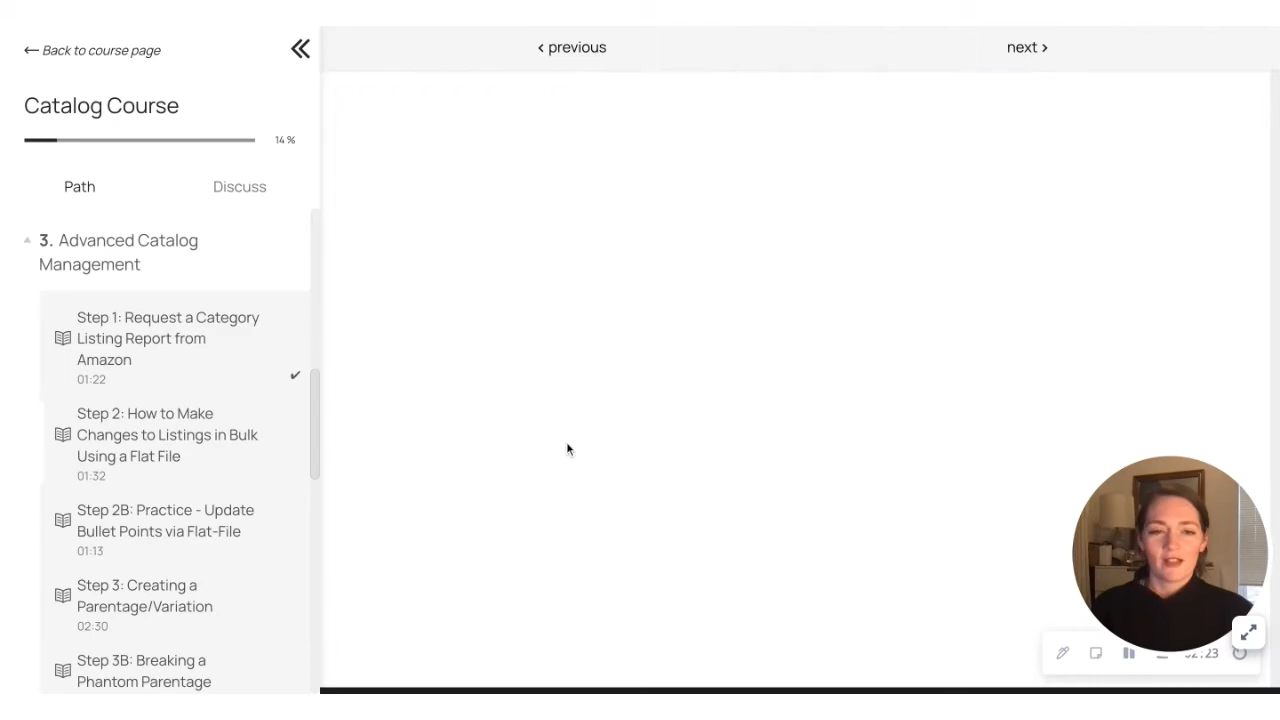 ← Back to course page
‹ previous
next ›
Catalog Course
14 %
Path
Discuss
3. Advanced Catalog
Management
Step 1: Request a Category
Listing Report from
Amazon
01:22
Step 2: How to Make
Changes to Listings in Bulk
Using a Flat File
01:32
Step 2B: Practice - Update
Bullet Points via Flat-File
01:13
Step 3: Creating a
Parentage/Variation
02:30
Step 3B: Breaking a
Phantom Parentage